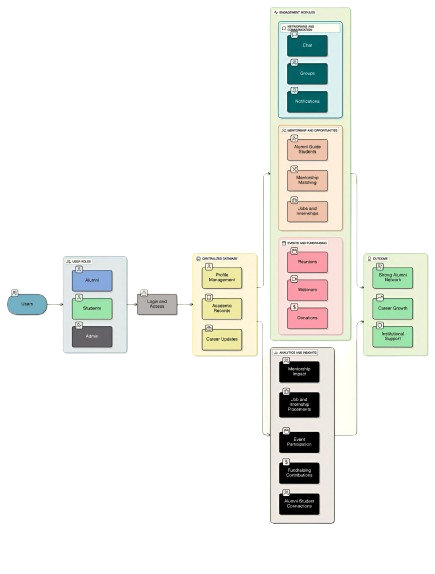 ENGAGEMENT MODULES
NETWORKING AND
COMMUNICATION
Chat
Groups
Notifications
MENTORSHIP AND OPPORTUNITIES
Alumni Guide
Students
Mentorship
Matching
Jobs and
Internships
EVENTS AND FUNDRAISING
Reunions
Webinars
Donations
Users
USER ROLES
Alumni
Students
Admin
Login and
Access
CENTRALIZED DATABASE
Profile
Management
Academic
Records
Career Updates
ANALYTICS AND INSIGHTS
Mentorship
Impact
Job and
Internship
Placements
Event
Participation
Fundraising
Contributions
Alumni Student
Connections
OUTCOME
Strong Alumni
Network
Career Growth
Institutional
Support